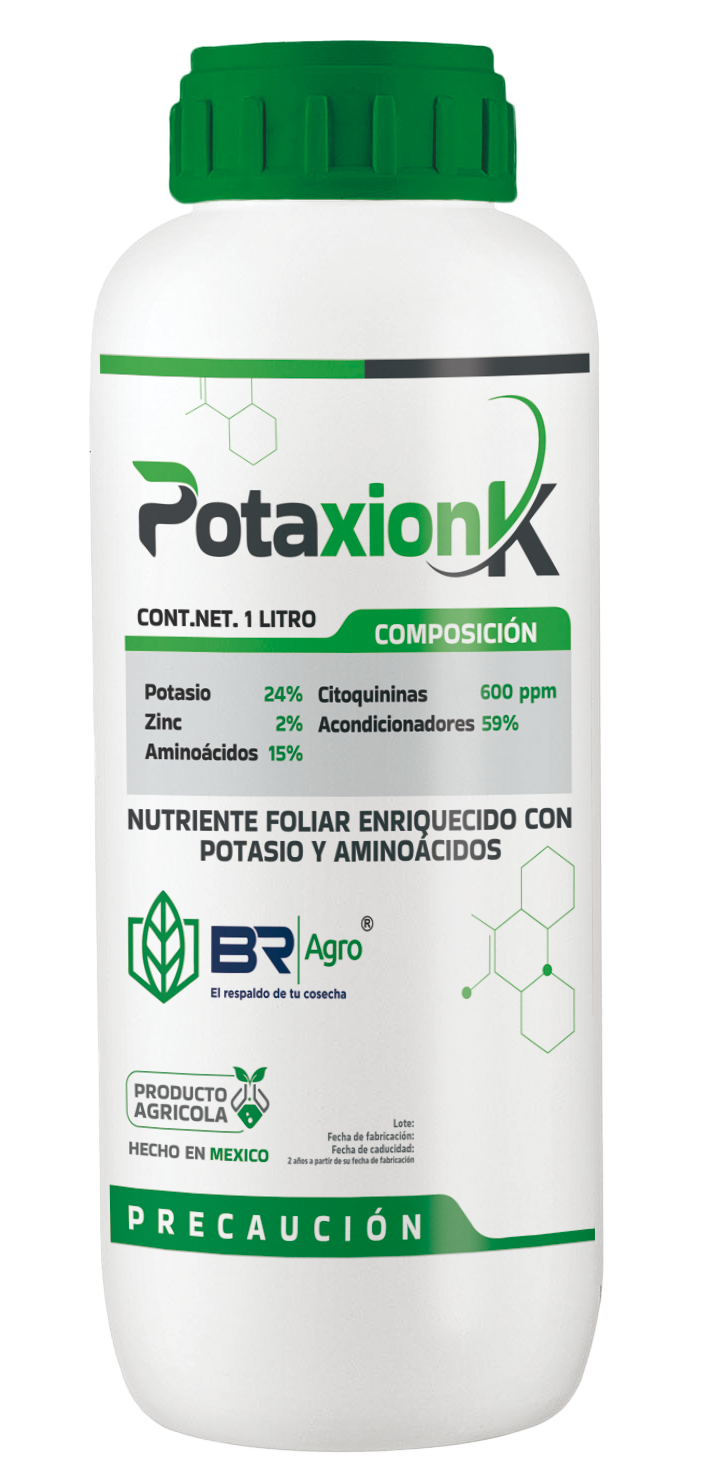 PotaxionK
CONT.NET. 1 LITRO
COMPOSICIÓN
Potasio 24%
Zinc 2%
Aminoácidos 15%
Citoquininas 600 ppm
Acondicionadores 59%
NUTRIENTE FOLIAR ENRIQUECIDO CON
POTASIO Y AMINOÁCIDOS
BR Agro®
El respaldo de tu cosecha
PRODUCTO
AGRICOLA
HECHO EN MEXICO
Lote:
Fecha de fabricación:
Fecha de caducidad:
2 años a partir de su fecha de fabricación
PRECAUCIÓN